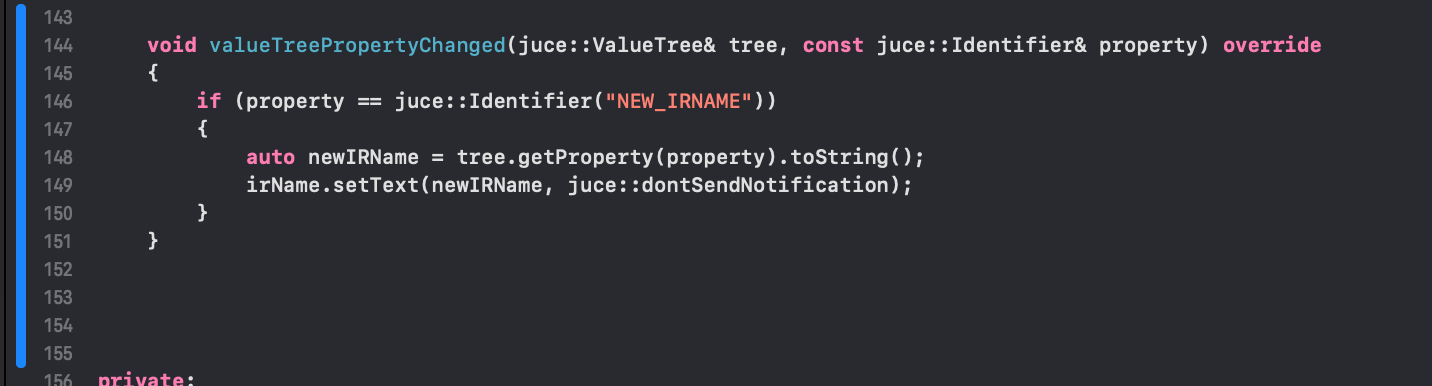 143
144 void valueTreePropertyChanged(juce::ValueTree& tree, const juce::Identifier& property) override
145 {
146 if (property == juce::Identifier("NEW_IRNAME"))
147 {
148 auto newIRName = tree.getProperty(property).toString();
149 irName.setText(newIRName, juce::dontSendNotification);
150 }
151 }
152
153
154
155
156 private: